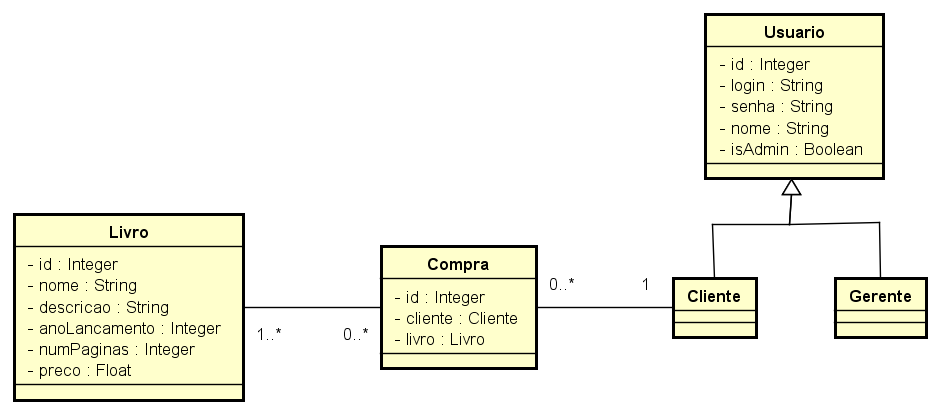 Usuario
- id : Integer
- login : String
- senha : String
- nome : String
- isAdmin : Boolean
Livro
- id : Integer
- nome : String
- descricao : String
- anoLancamento : Integer
- numPaginas : Integer
- preco : Float
1..*
0..*
Compra
- id : Integer
- cliente : Cliente
- livro : Livro
0..*
1
Cliente
Gerente